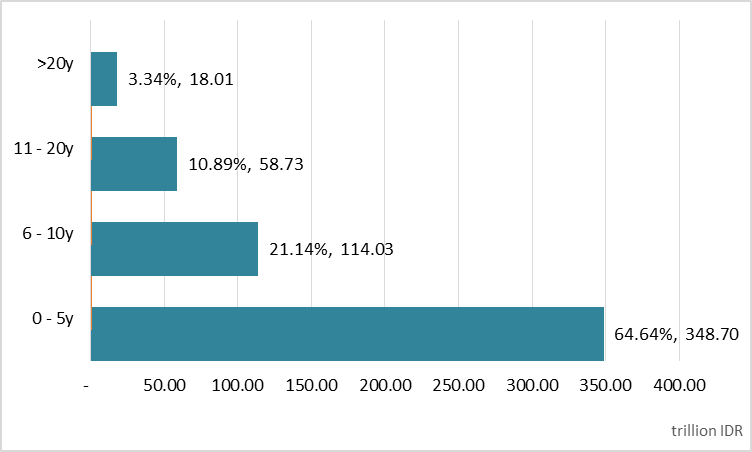 >20y
3.34%, 18.01
11 - 20y
10.89%, 58.73
6 - 10y
21.14%, 114.03
0 - 5y
64.64%, 348.70
- 50.00 100.00 150.00 200.00 250.00 300.00 350.00 400.00
trillion IDR